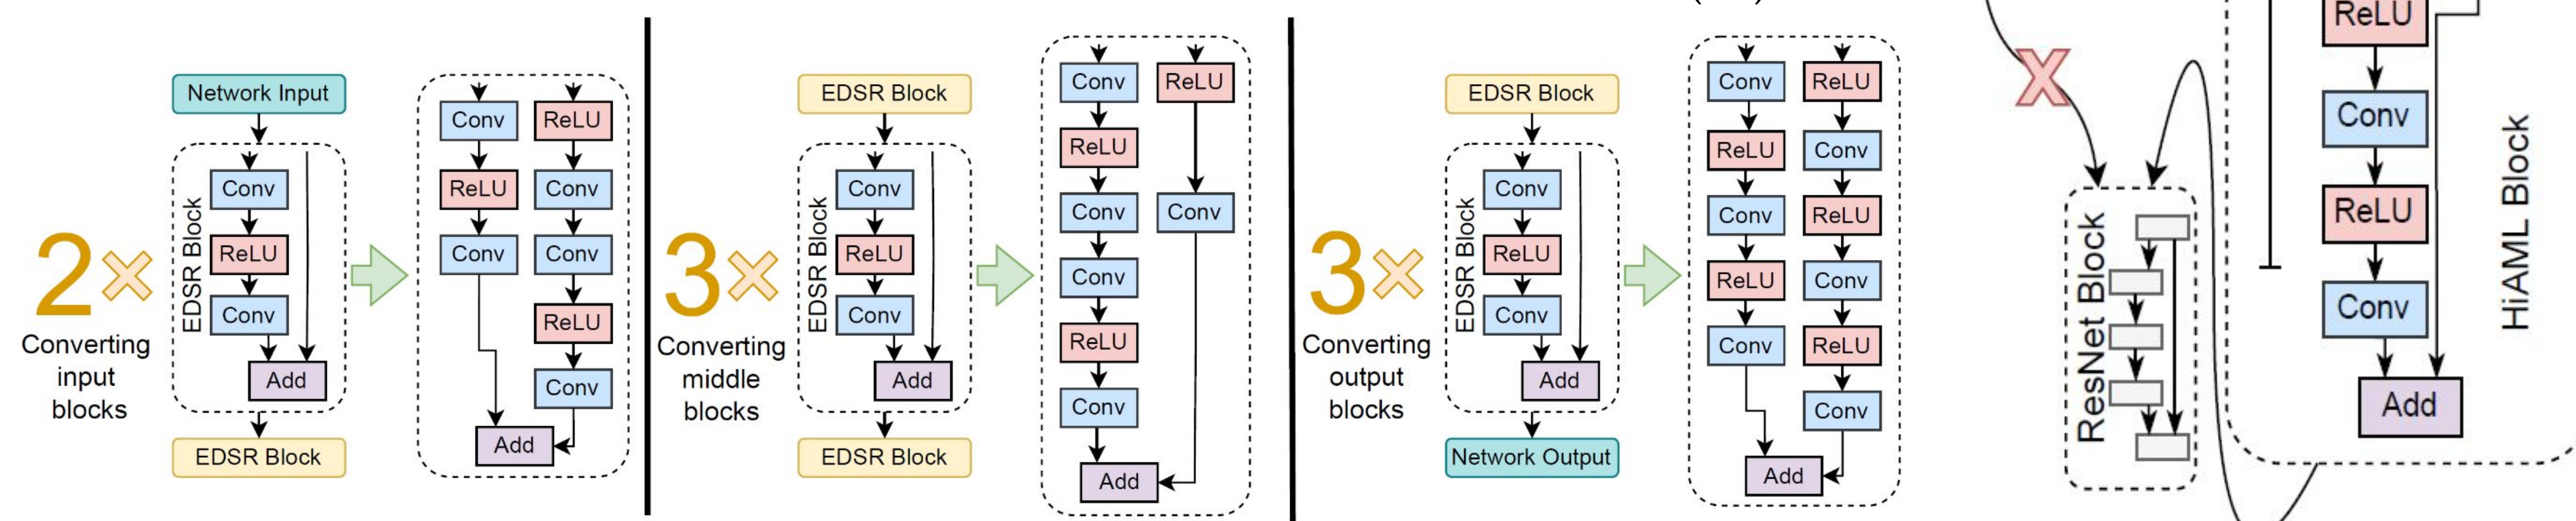 2×
Converting
input
blocks
Network Input
EDSR Block
Conv
ReLU
Conv
Add
EDSR Block
Conv
ReLU
Conv
ReLU
Conv
Conv
ReLU
Conv
Add
3×
Converting
middle
blocks
EDSR Block
EDSR Block
Conv
ReLU
Conv
Add
EDSR Block
Conv
ReLU
Conv
Conv
ReLU
Conv
ReLU
Conv
Add
3×
Converting
output
blocks
EDSR Block
EDSR Block
Conv
ReLU
Conv
Add
Network Output
Conv
ReLU
Conv
ReLU
Conv
ReLU
Conv
ReLU
Conv
ReLU
Conv
Add
X
ResNet Block
ReLU
Conv
ReLU
Conv
Add
HiAML Block